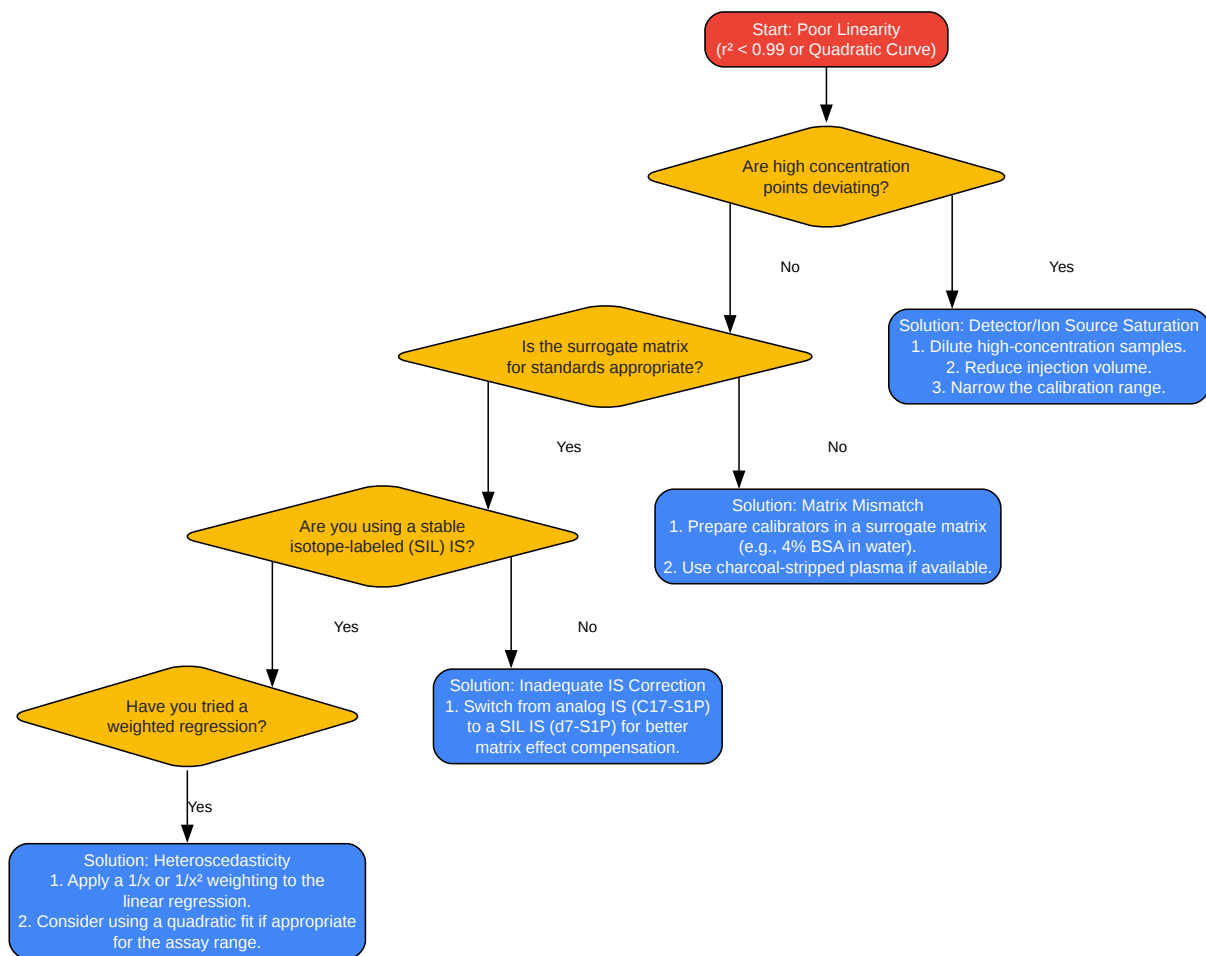 Start: Poor Linearity
(r² < 0.99 or Quadratic Curve)
Are high concentration
points deviating?
No
Yes
Solution: Detector/Ion Source Saturation
1. Dilute high-concentration samples.
2. Reduce injection volume.
3. Narrow the calibration range.
Is the surrogate matrix
for standards appropriate?
Yes
No
Solution: Matrix Mismatch
1. Prepare calibrators in a surrogate matrix
(e.g., 4% BSA in water).
2. Use charcoal-stripped plasma if available.
Are you using a stable
isotope-labeled (SIL) IS?
Yes
No
Solution: Inadequate IS Correction
1. Switch from analog IS (C17-S1P)
to a SIL IS (d7-S1P) for better
matrix effect compensation.
Have you tried a
weighted regression?
Yes
Solution: Heteroscedasticity
1. Apply a 1/x or 1/x² weighting to the
linear regression.
2. Consider using a quadratic fit if appropriate
for the assay range.